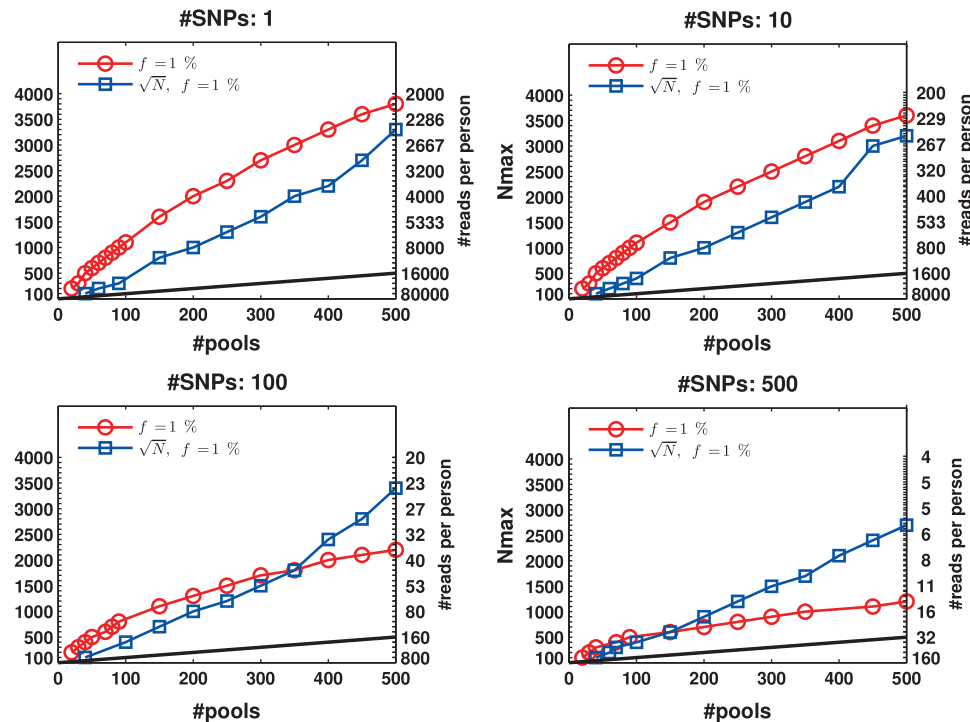 #SNPs: 1
f = 1 %
√N, f = 1 %
4000
3500
3000
2500
2000
1500
1000
500
100
2000
2286
2667
3200
4000
5333
8000
16000
80000
#reads per person
0 100 200 300 400 500
#pools
#SNPs: 10
f = 1 %
√N, f = 1 %
Nmax
4000
3500
3000
2500
2000
1500
1000
500
100
200
229
267
320
400
533
800
1600
8000
#reads per person
0 100 200 300 400 500
#pools
#SNPs: 100
f = 1 %
√N, f = 1 %
4000
3500
3000
2500
2000
1500
1000
500
100
20
23
27
32
40
53
80
160
800
#reads per person
0 100 200 300 400 500
#pools
#SNPs: 500
f = 1 %
√N, f = 1 %
Nmax
4000
3500
3000
2500
2000
1500
1000
500
100
4
5
5
6
8
11
16
32
160
#reads per person
0 100 200 300 400 500
#pools